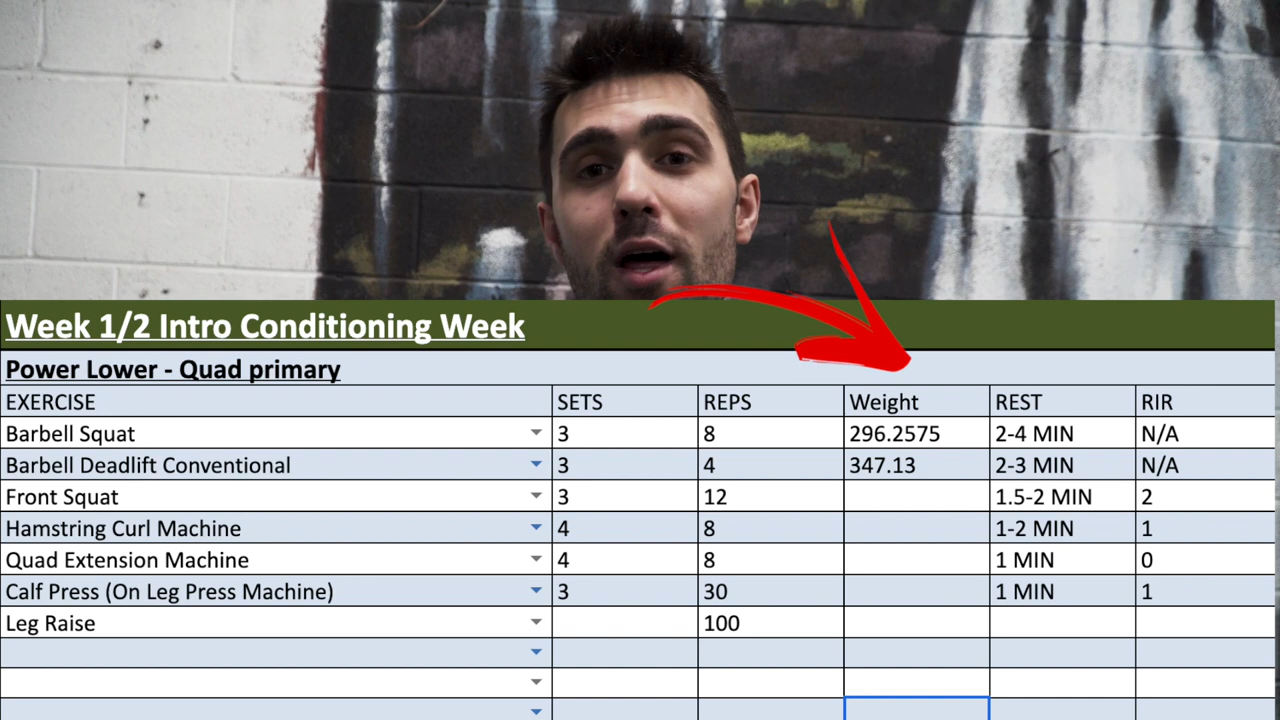 Week 1/2 Intro Conditioning Week
Power Lower - Quad primary
EXERCISE SETS REPS Weight REST RIR
Barbell Squat 3 8 296.2575 2-4 MIN N/A
Barbell Deadlift Conventional 3 4 347.13 2-3 MIN N/A
Front Squat 3 12 1.5-2 MIN 2
Hamstring Curl Machine 4 8 1-2 MIN 1
Quad Extension Machine 4 8 1 MIN 0
Calf Press (On Leg Press Machine) 3 30 1 MIN 1
Leg Raise 100